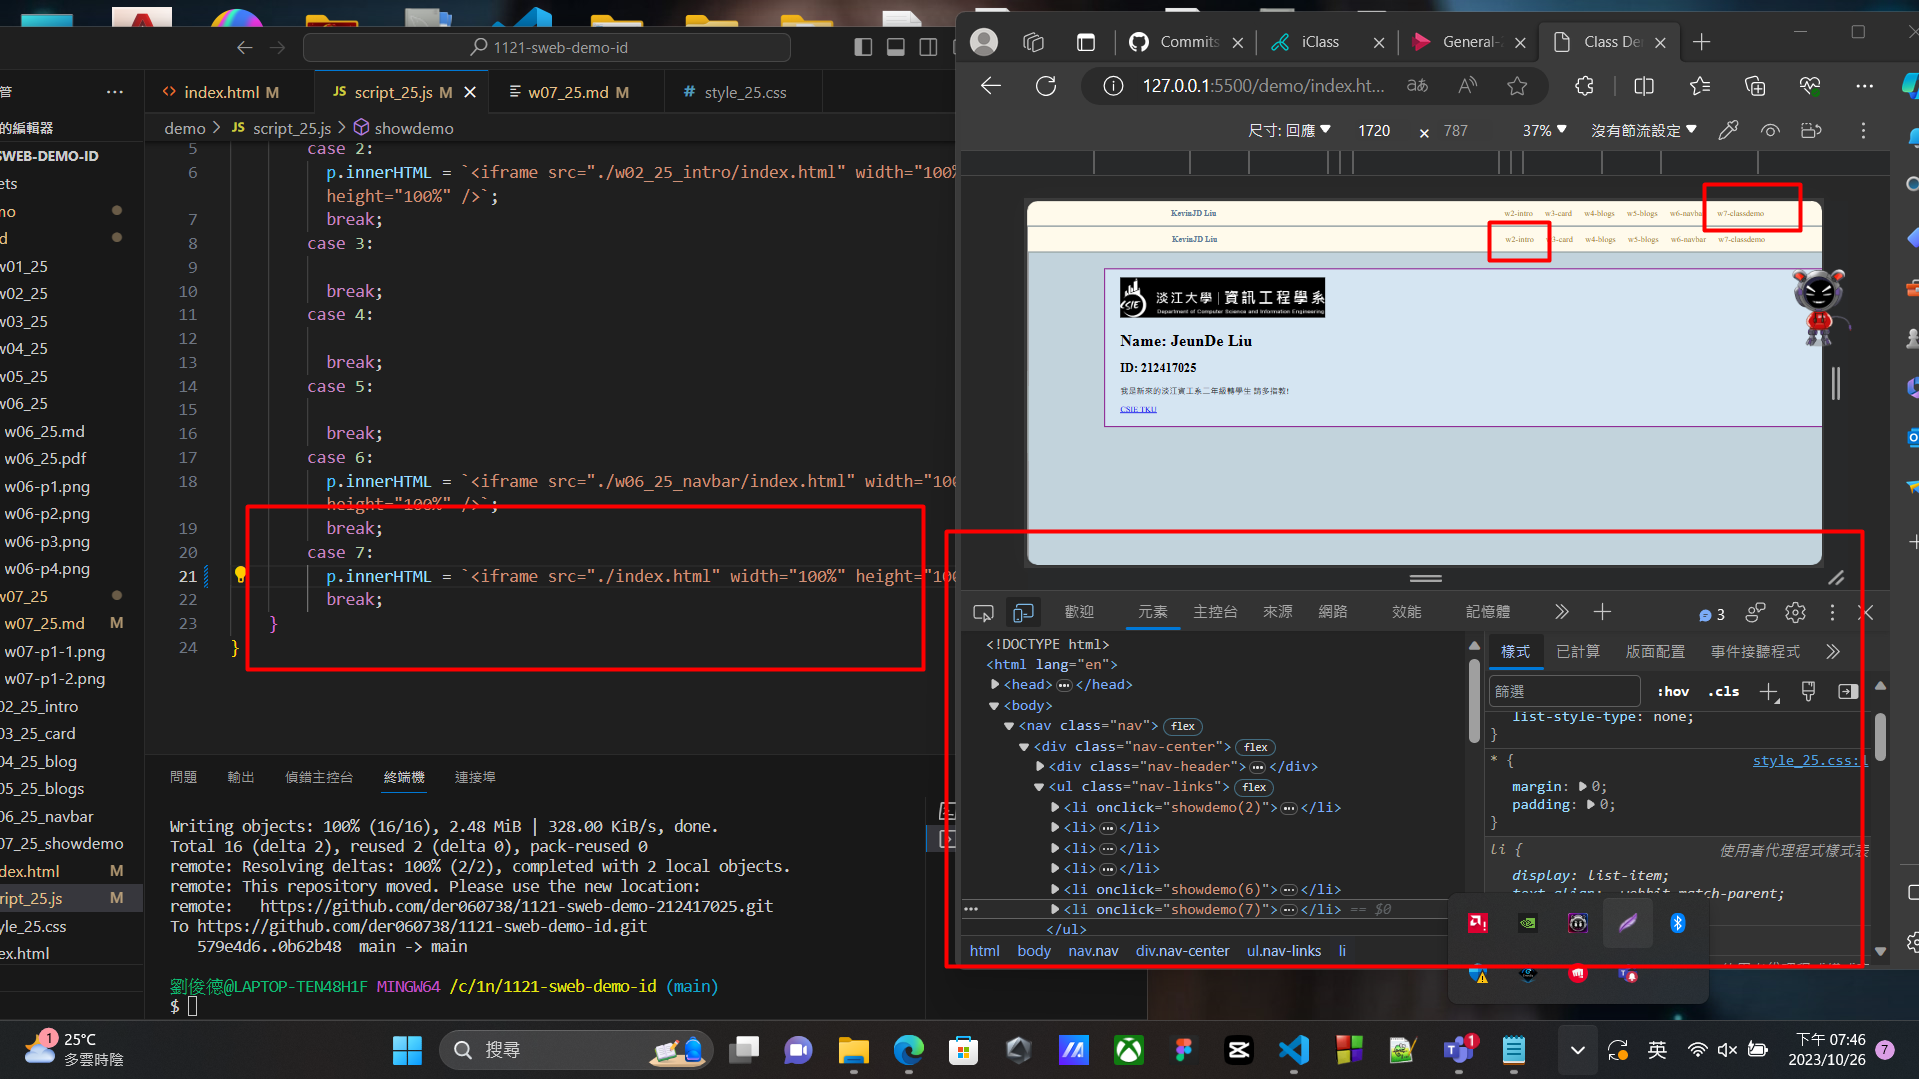 1121-sweb-demo-id
管
index.html M
script_25.js M
w07_25.md M
style_25.css
的編輯器
demo > script_25.js > showdemo
SWEB-DEMO-ID
ets
mo
d
w01_25
w02_25
w03_25
w04_25
w05_25
w06_25
w06_25.md
w06_25.pdf
w06-p1.png
w06-p2.png
w06-p3.png
w06-p4.png
w07_25
w07_25.md M
w07-p1-1.png
w07-p1-2.png
02_25_intro
03_25_card
04_25_blog
05_25_blogs
06_25_navbar
07_25_showdemo
dex.html M
ript_25.js M
yle_25.css
ex.html
5 case 2:
6 p.innerHTML = `<iframe src="./w02_25_intro/index.html" width="100%
height="100%" />`;
7 break;
8 case 3:
9
10 break;
11 case 4:
12
13 break;
14 case 5:
15
16 break;
17 case 6:
18 p.innerHTML = `<iframe src="./w06_25_navbar/index.html" width="100
height="100%" />`;
19 break;
20 case 7:
21 p.innerHTML = `<iframe src="./index.html" width="100%" height="100
22 break;
23 }
24 }
問題 輸出 偵錯主控台 終端機 連接埠
Writing objects: 100% (16/16), 2.48 MiB | 328.00 KiB/s, done.
Total 16 (delta 2), reused 2 (delta 0), pack-reused 0
remote: Resolving deltas: 100% (2/2), completed with 2 local objects.
remote: This repository moved. Please use the new location:
remote:   https://github.com/der060738/1121-sweb-demo-212417025.git
To https://github.com/der060738/1121-sweb-demo-id.git
579e4d6..0b62b48  main -> main
劉俊德@LAPTOP-TEN48H1F MINGW64 /c/1n/1121-sweb-demo-id (main)
$
Commits
iClass
General-
Class De
127.0.0.1:5500/demo/index.ht...
尺寸: 回應 1720 × 787 37% 沒有節流設定
KevinJD Liu w2-intro w3-card w4-blogs w5-blogs w6-navbar w7-classdemo
KevinJD Liu w2-intro w3-card w4-blogs w5-blogs w6-navbar w7-classdemo
CSIE 淡江大學 | 資訊工程學系
Department of Computer Science and Information Engineering
Name: JeunDe Liu
ID: 212417025
我是新來的淡江資工系二年級轉學生 請多指教!
CSIE TKU
歡迎 元素 主控台 來源 網路 效能 記憶體 3
<!DOCTYPE html>
<html lang="en">
<head>…</head>
<body>
<nav class="nav"> flex
<div class="nav-center"> flex
<div class="nav-header">…</div>
<ul class="nav-links"> flex
<li onclick="showdemo(2)">…</li>
<li>…</li>
<li>…</li>
<li>…</li>
<li onclick="showdemo(6)">…</li>
<li onclick="showdemo(7)">…</li> == $0
</ul>
html body nav.nav div.nav-center ul.nav-links li
樣式 已計算 版面配置 事件接聽程式
篩選 :hov .cls
list-style-type: none;
}
* { style_25.css:1
margin: 0;
padding: 0;
}
li { 使用者代理程式樣式表
display: list-item;
text-align: -webkit-match-parent;
1
25°C
多雲時陰
搜尋
1
英
下午 07:46
2023/10/26
7